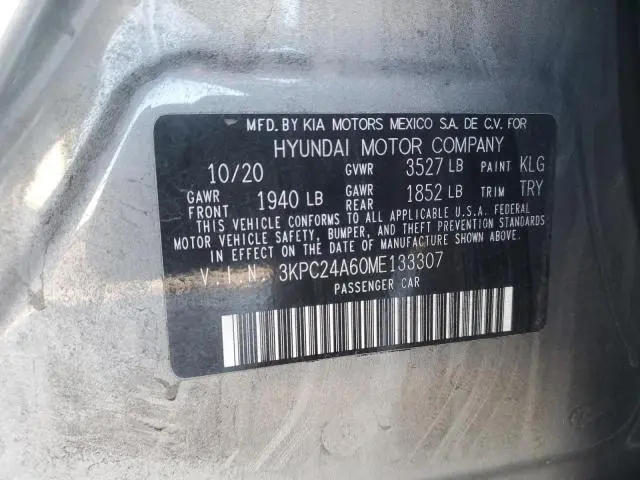 MFD. BY KIA MOTORS MEXICO S.A. DE C.V. FOR
HYUNDAI MOTOR COMPANY
10/20 GVWR 3527 LB PAINT KLG
GAWR FRONT 1940 LB GAWR REAR 1852 LB TRIM TRY
THIS VEHICLE CONFORMS TO ALL APPLICABLE U.S.A. FEDERAL
MOTOR VEHICLE SAFETY, BUMPER, AND THEFT PREVENTION STANDARDS
IN EFFECT ON THE DATE OF MANUFACTURE SHOWN ABOVE.
V.I.N. 3KPC24A60ME133307
PASSENGER CAR